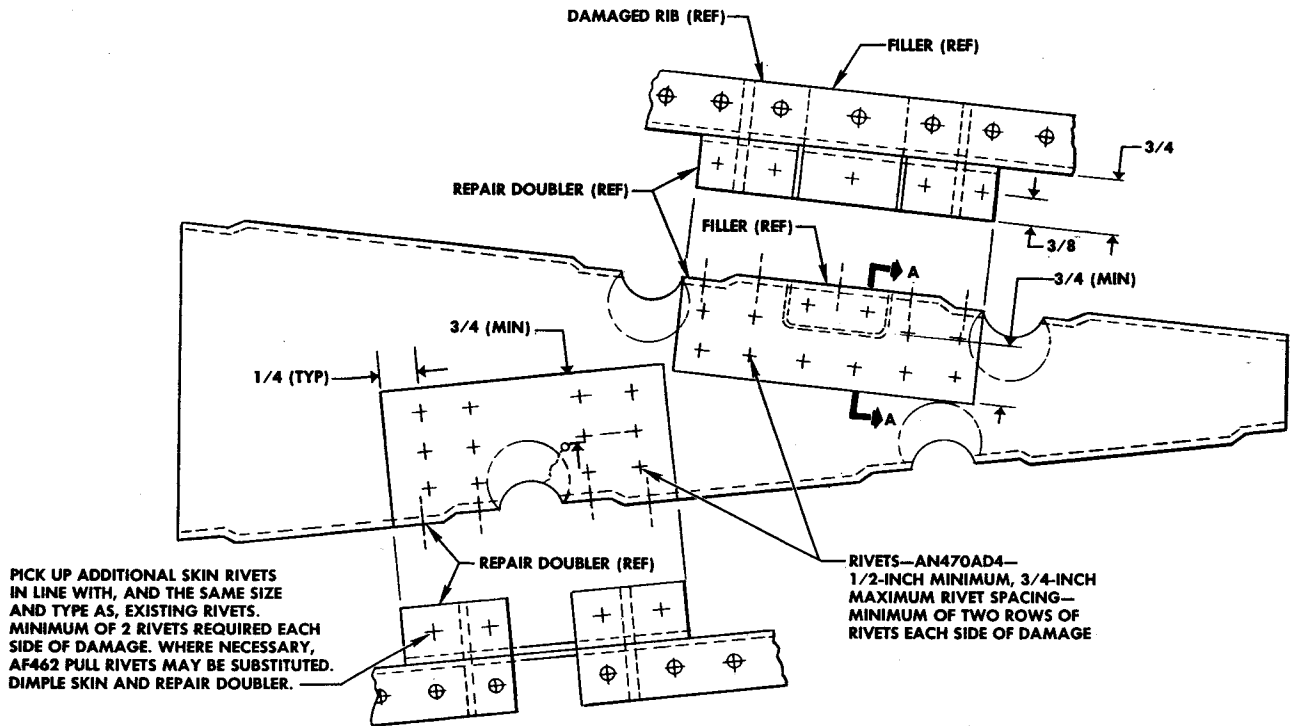 DAMAGED RIB (REF)
FILLER (REF)
3/4
REPAIR DOUBLER (REF)
FILLER (REF)
3/8
A
3/4 (MIN)
3/4 (MIN)
1/4 (TYP)
A
REPAIR DOUBLER (REF)
PICK UP ADDITIONAL SKIN RIVETS
IN LINE WITH, AND THE SAME SIZE
AND TYPE AS, EXISTING RIVETS.
MINIMUM OF 2 RIVETS REQUIRED EACH
SIDE OF DAMAGE. WHERE NECESSARY,
AF462 PULL RIVETS MAY BE SUBSTITUTED.
DIMPLE SKIN AND REPAIR DOUBLER.
RIVETS—AN470AD4—
1/2-INCH MINIMUM, 3/4-INCH
MAXIMUM RIVET SPACING—
MINIMUM OF TWO ROWS OF
RIVETS EACH SIDE OF DAMAGE